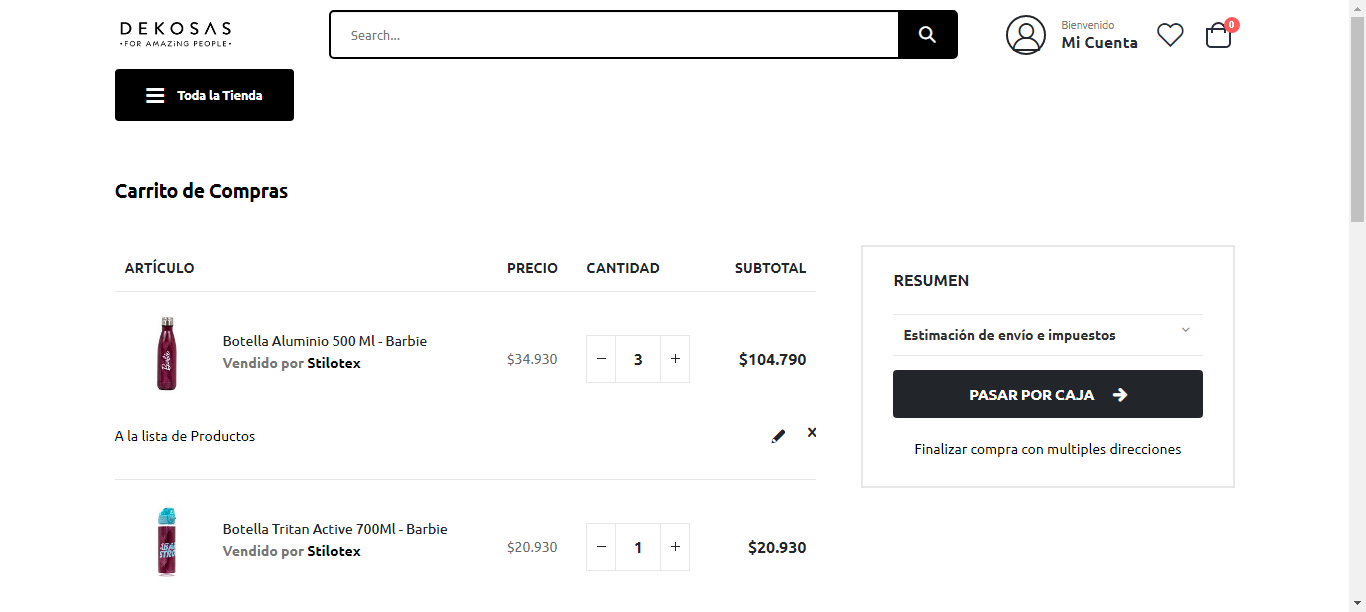 DEKOSAS
•FOR AMAZING PEOPLE•
Search...
Bienvenido
Mi Cuenta
0
Toda la Tienda
Carrito de Compras
ARTÍCULO PRECIO CANTIDAD SUBTOTAL
Botella Aluminio 500 Ml - Barbie
Vendido por Stilotex
$34.930
− 3 +
$104.790
Barbie
A la lista de Productos
Botella Tritan Active 700Ml - Barbie
Vendido por Stilotex
$20.930
− 1 +
$20.930
RESUMEN
Estimación de envío e impuestos
PASAR POR CAJA
Finalizar compra con multiples direcciones